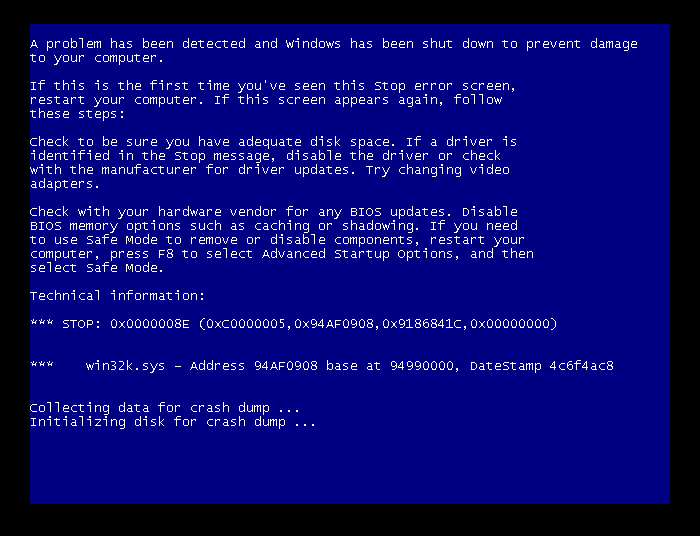 A problem has been detected and Windows has been shut down to prevent damage
to your computer.
If this is the first time you've seen this Stop error screen,
restart your computer. If this screen appears again, follow
these steps:
Check to be sure you have adequate disk space. If a driver is
identified in the Stop message, disable the driver or check
with the manufacturer for driver updates. Try changing video
adapters.
Check with your hardware vendor for any BIOS updates. Disable
BIOS memory options such as caching or shadowing. If you need
to use Safe Mode to remove or disable components, restart your
computer, press F8 to select Advanced Startup Options, and then
select Safe Mode.
Technical information:
*** STOP: 0x0000008E (0xC0000005,0x94AF0908,0x9186841C,0x00000000)
***    win32k.sys - Address 94AF0908 base at 94990000, DateStamp 4c6f4ac8
Collecting data for crash dump ...
Initializing disk for crash dump ...